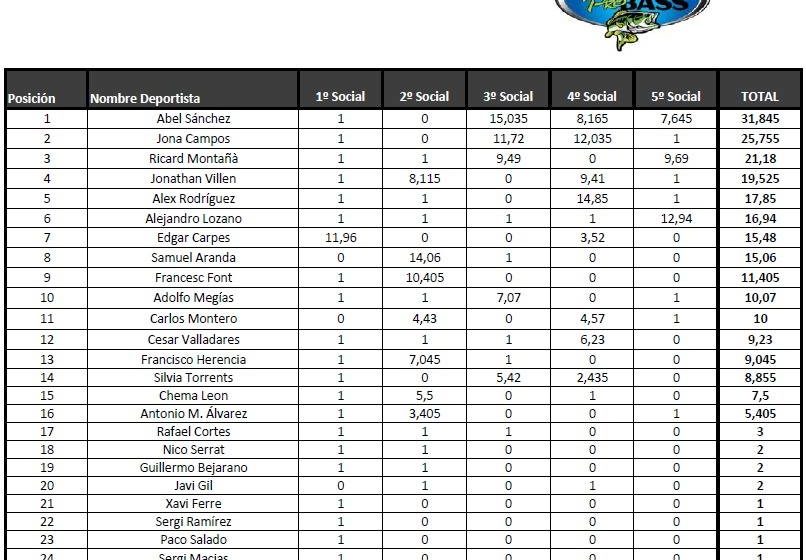 Pro BASS
Posición Nombre Deportista 1º Social 2º Social 3º Social 4º Social 5º Social TOTAL
1 Abel Sánchez 1 0 15,035 8,165 7,645 31,845
2 Jona Campos 1 0 11,72 12,035 1 25,755
3 Ricard Montañà 1 1 9,49 0 9,69 21,18
4 Jonathan Villen 1 8,115 0 9,41 1 19,525
5 Alex Rodríguez 1 1 0 14,85 1 17,85
6 Alejandro Lozano 1 1 1 1 12,94 16,94
7 Edgar Carpes 11,96 0 0 3,52 0 15,48
8 Samuel Aranda 0 14,06 1 0 0 15,06
9 Francesc Font 1 10,405 0 0 0 11,405
10 Adolfo Megías 1 1 7,07 0 1 10,07
11 Carlos Montero 0 4,43 0 4,57 1 10
12 Cesar Valladares 1 1 1 6,23 0 9,23
13 Francisco Herencia 1 7,045 1 0 0 9,045
14 Silvia Torrents 1 0 5,42 2,435 0 8,855
15 Chema Leon 1 5,5 0 1 0 7,5
16 Antonio M. Álvarez 1 3,405 0 0 1 5,405
17 Rafael Cortes 1 1 1 0 0 3
18 Nico Serrat 1 1 0 0 0 2
19 Guillermo Bejarano 1 1 0 0 0 2
20 Javi Gil 0 1 0 1 0 2
21 Xavi Ferre 1 0 0 0 0 1
22 Sergi Ramírez 1 0 0 0 0 1
23 Paco Salado 1 0 0 0 0 1
24 Sergi Macias 1 0 0 0 0 1